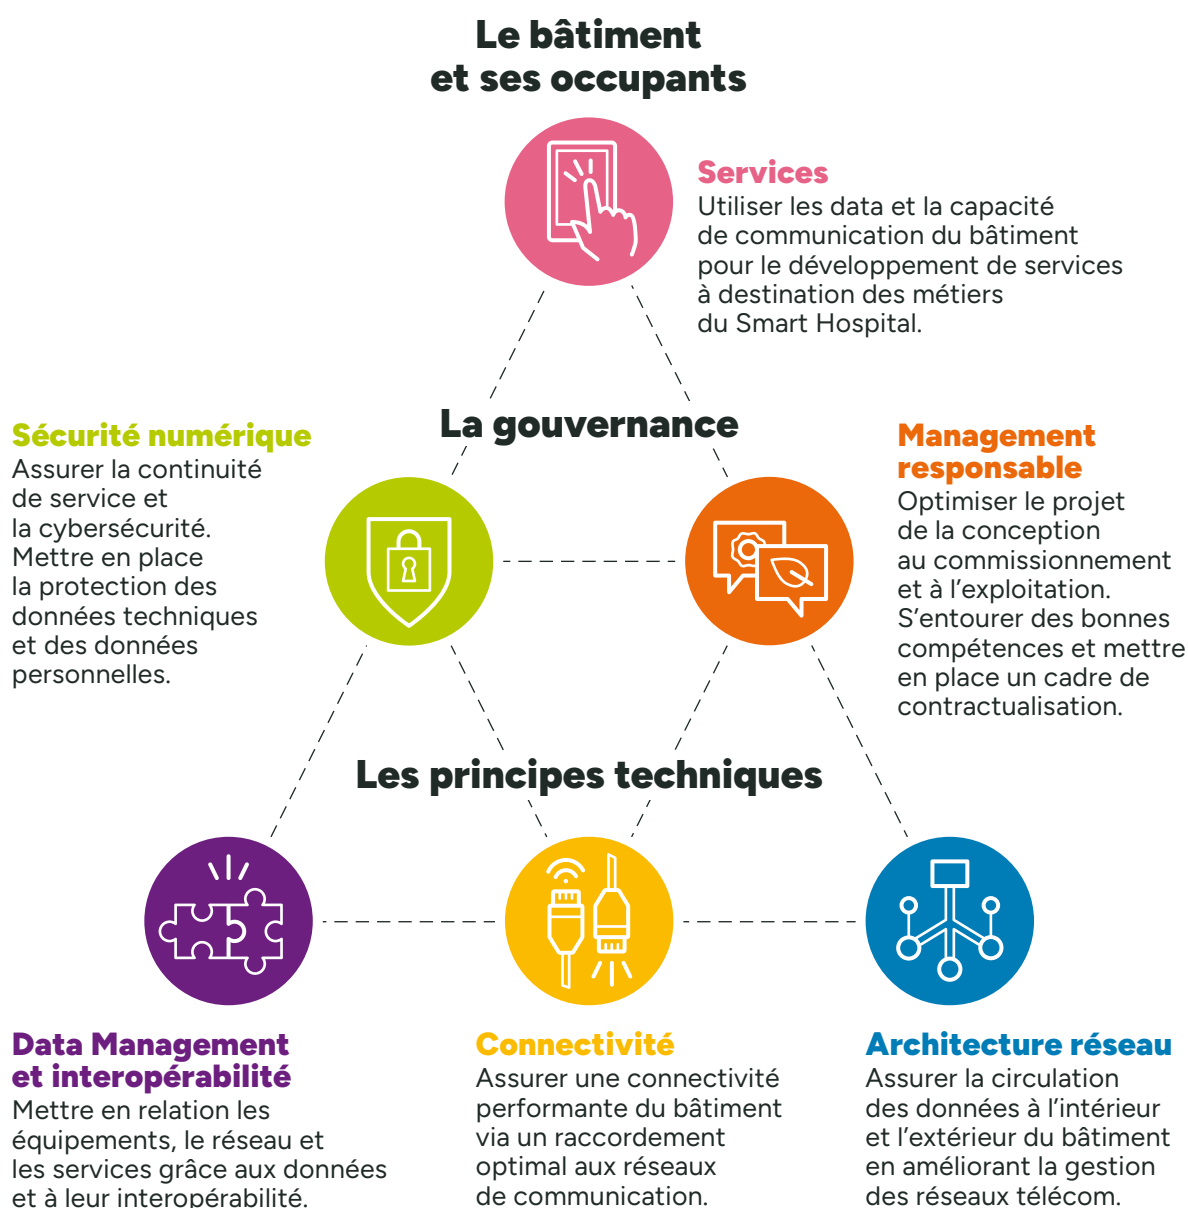 Le bâtiment
et ses occupants
Services
Utiliser les data et la capacité
de communication du bâtiment
pour le développement de services
à destination des métiers
du Smart Hospital.
La gouvernance
Sécurité numérique
Assurer la continuité
de service et
la cybersécurité.
Mettre en place
la protection des
données techniques
et des données
personnelles.
Management
responsable
Optimiser le projet
de la conception
au commissionnement
et à l’exploitation.
S’entourer des bonnes
compétences et mettre
en place un cadre de
contractualisation.
Les principes techniques
Data Management
et interopérabilité
Mettre en relation les
équipements, le réseau et
les services grâce aux données
et à leur interopérabilité.
Connectivité
Assurer une connectivité
performante du bâtiment
via un raccordement
optimal aux réseaux
de communication.
Architecture réseau
Assurer la circulation
des données à l’intérieur
et l’extérieur du bâtiment
en améliorant la gestion
des réseaux télécom.